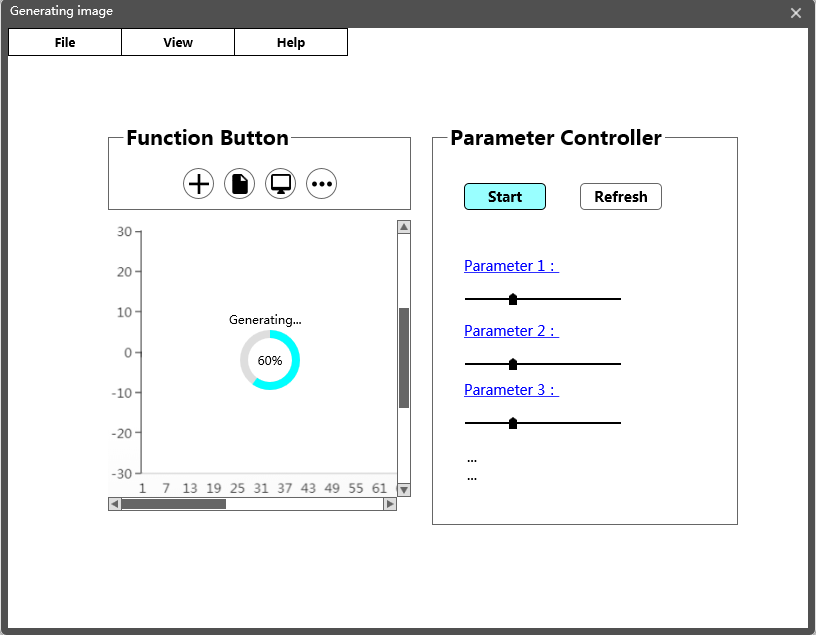 Generating image
File View Help
Function Button
Parameter Controller
Start Refresh
30
20
10
0
-10
-20
-30
Generating...
60%
1 7 13 19 25 31 37 43 49 55 61
Parameter 1 :
Parameter 2 :
Parameter 3 :
...
...